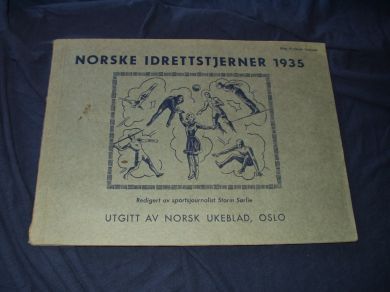 NORSKE IDRETTSTJERNER 1935
Redigert av sportsjournalist Storm Sørlie
UTGITT AV NORSK UKEBLAD, OSLO